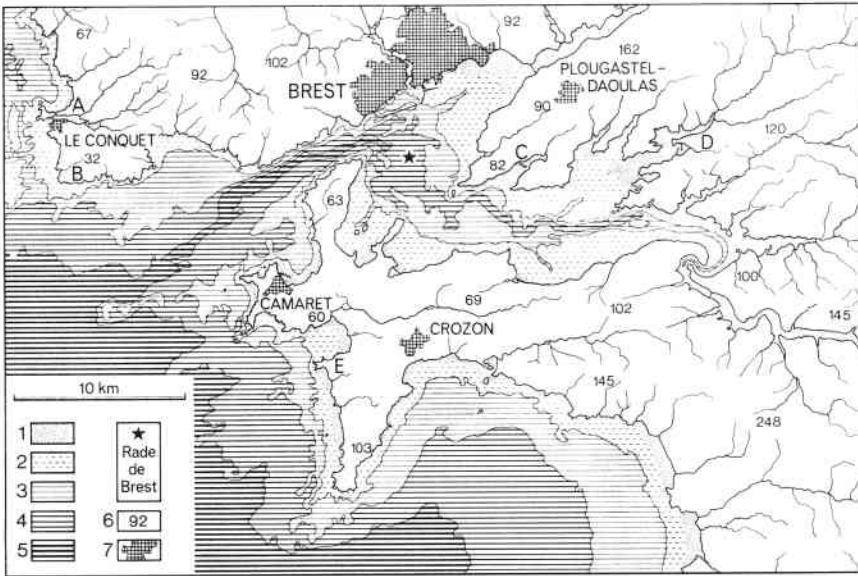 67
92
162
92
102
PLOUGASTEL-
DAOULAS
BREST
90
A
LE CONQUET
32
B
C
82
D
120
★
63
100
CAMARET
60
69
102
145
CROZON
E
145
248
103
10 km
1
2
3
4
5
★
Rade
de
Brest
6 92
7